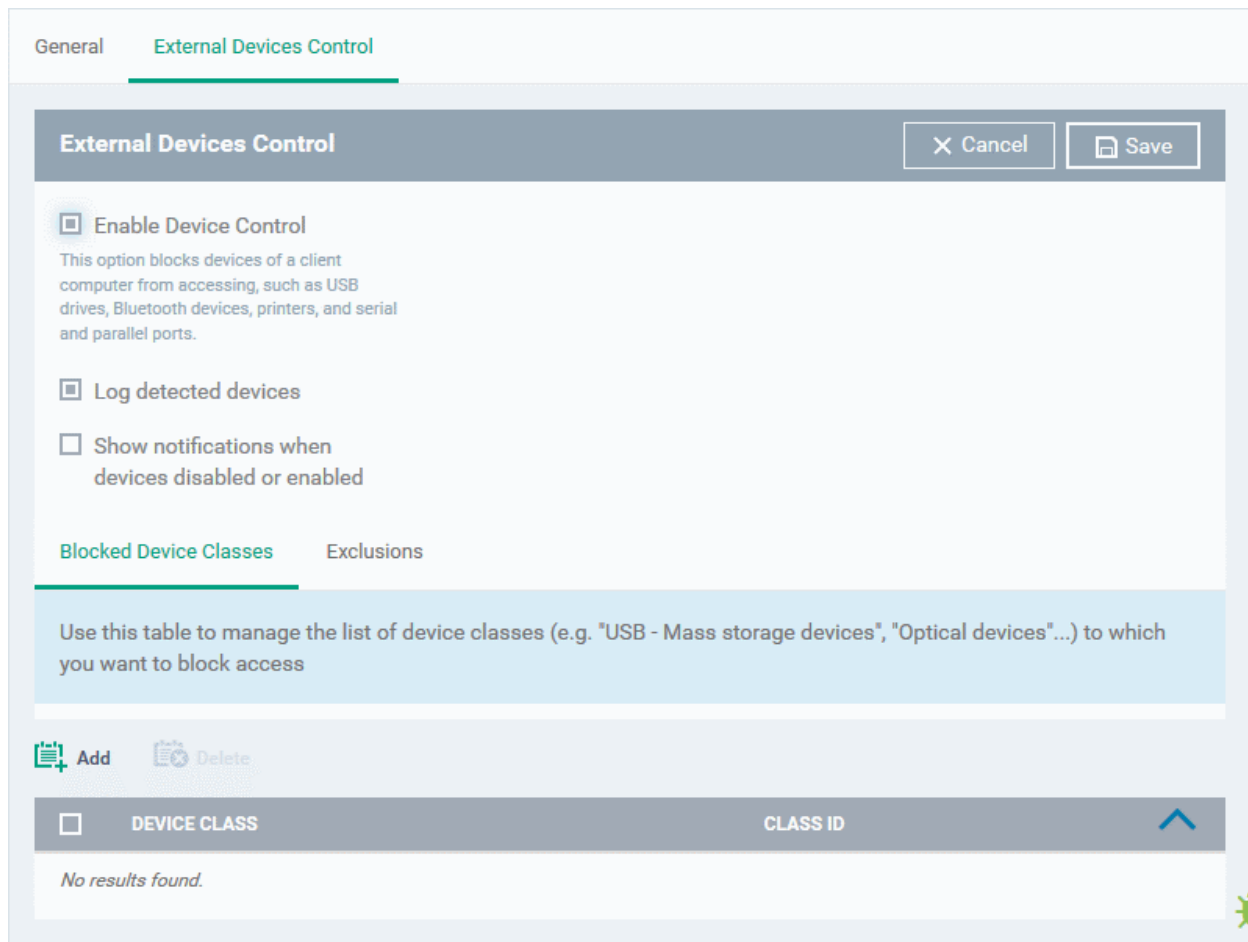 General External Devices Control
External Devices Control
Cancel Save
Enable Device Control
This option blocks devices of a client
computer from accessing, such as USB
drives, Bluetooth devices, printers, and serial
and parallel ports.
Log detected devices
Show notifications when
devices disabled or enabled
Blocked Device Classes Exclusions
Use this table to manage the list of device classes (e.g. "USB - Mass storage devices", "Optical devices"...) to which
you want to block access
Add Delete
DEVICE CLASS CLASS ID
No results found.